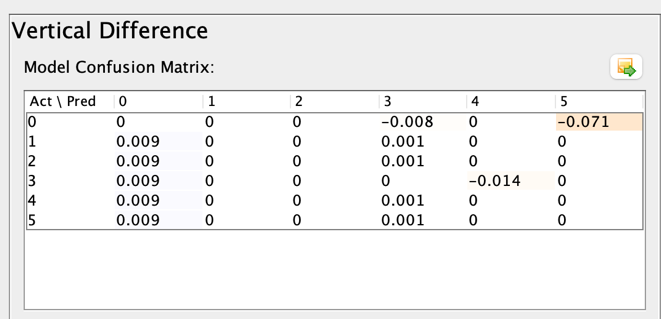 Vertical Difference
Model Confusion Matrix:
Act \ Pred 0 1 2 3 4 5
0 0 0 0 −0.008 0 −0.071
1 0.009 0 0 0.001 0 0
2 0.009 0 0 0.001 0 0
3 0.009 0 0 0 −0.014 0
4 0.009 0 0 0.001 0 0
5 0.009 0 0 0.001 0 0